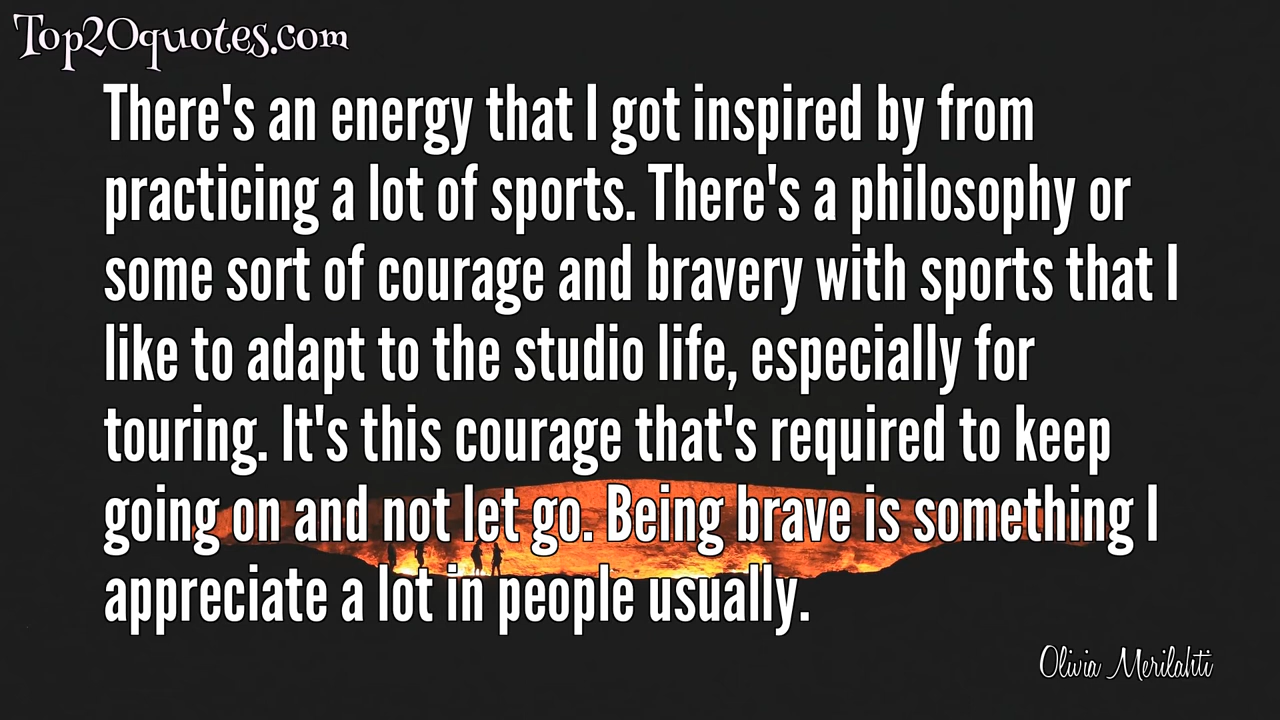 Top20quotes.com
There's an energy that I got inspired by from
practicing a lot of sports. There's a philosophy or
some sort of courage and bravery with sports that I
like to adapt to the studio life, especially for
touring. It's this courage that's required to keep
going on and not let go. Being brave is something I
appreciate a lot in people usually.
Olivia Merilahti